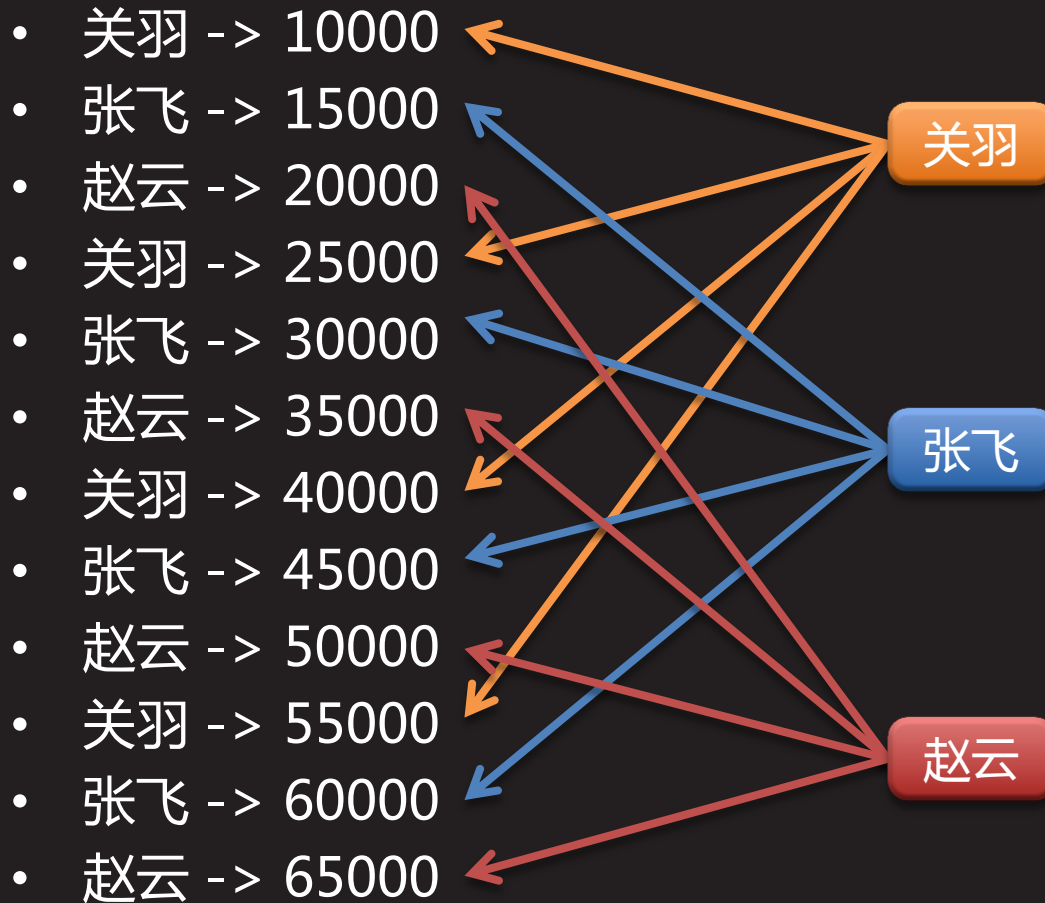 • 关羽 -> 10000
• 张飞 -> 15000
• 赵云 -> 20000
• 关羽 -> 25000
• 张飞 -> 30000
• 赵云 -> 35000
• 关羽 -> 40000
• 张飞 -> 45000
• 赵云 -> 50000
• 关羽 -> 55000
• 张飞 -> 60000
• 赵云 -> 65000
关羽
张飞
赵云